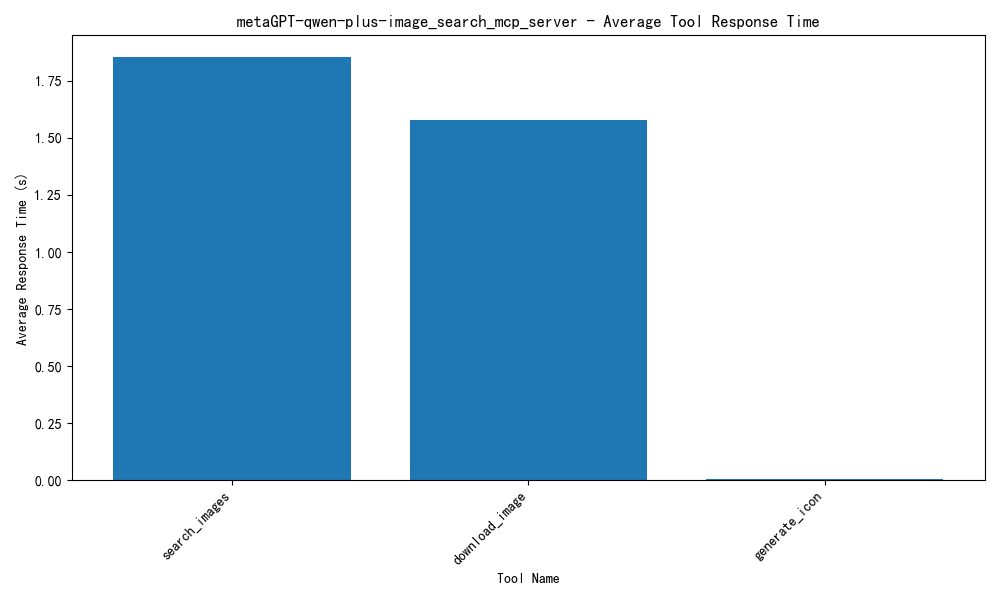 metaGPT-qwen-plus-image_search_mcp_server - Average Tool Response Time
Average Response Time (s)
1.75
1.50
1.25
1.00
0.75
0.50
0.25
0.00
search_images
download_image
generate_icon
Tool Name